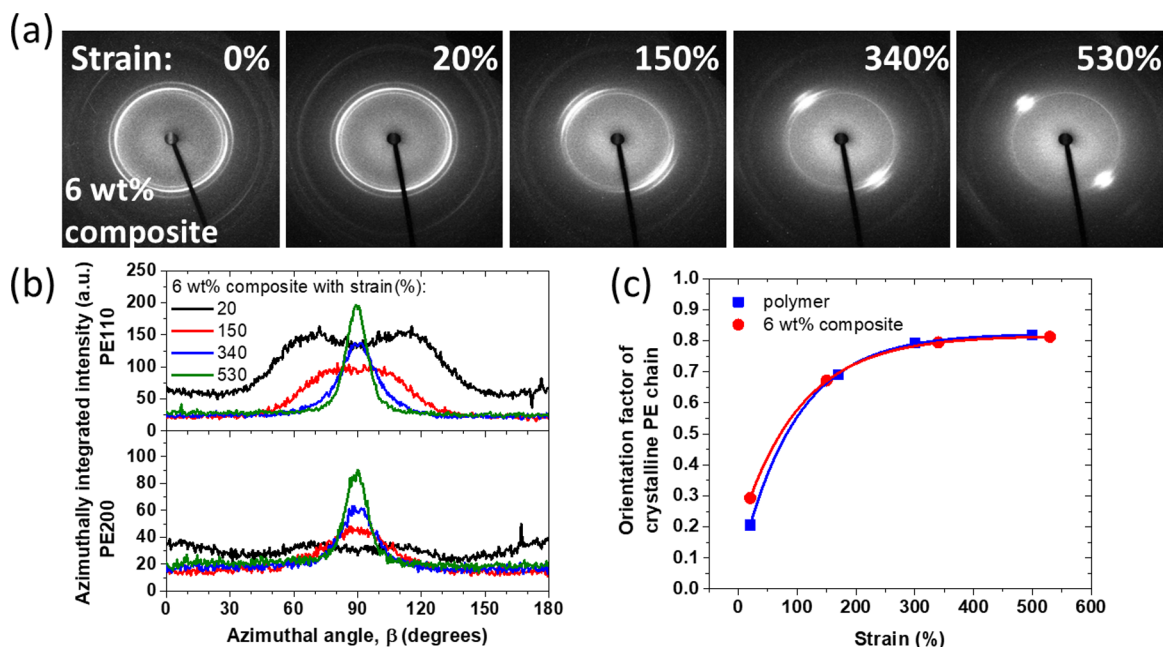 (a)
Strain: 0%
20%
150%
340%
530%
6 wt%
composite
(b)
Azimuthally integrated intensity (a.u.)
PE110
PE200
250
200
150
100
50
0
6 wt% composite with strain(%):
20
150
340
530
100
80
60
40
20
0
0 30 60 90 120 150 180
Azimuthal angle, β (degrees)
(c)
Orientation factor of
crystalline PE chain
1.0
0.9
0.8
0.7
0.6
0.5
0.4
0.3
0.2
0.1
0.0
polymer
6 wt% composite
0 100 200 300 400 500 600
Strain (%)